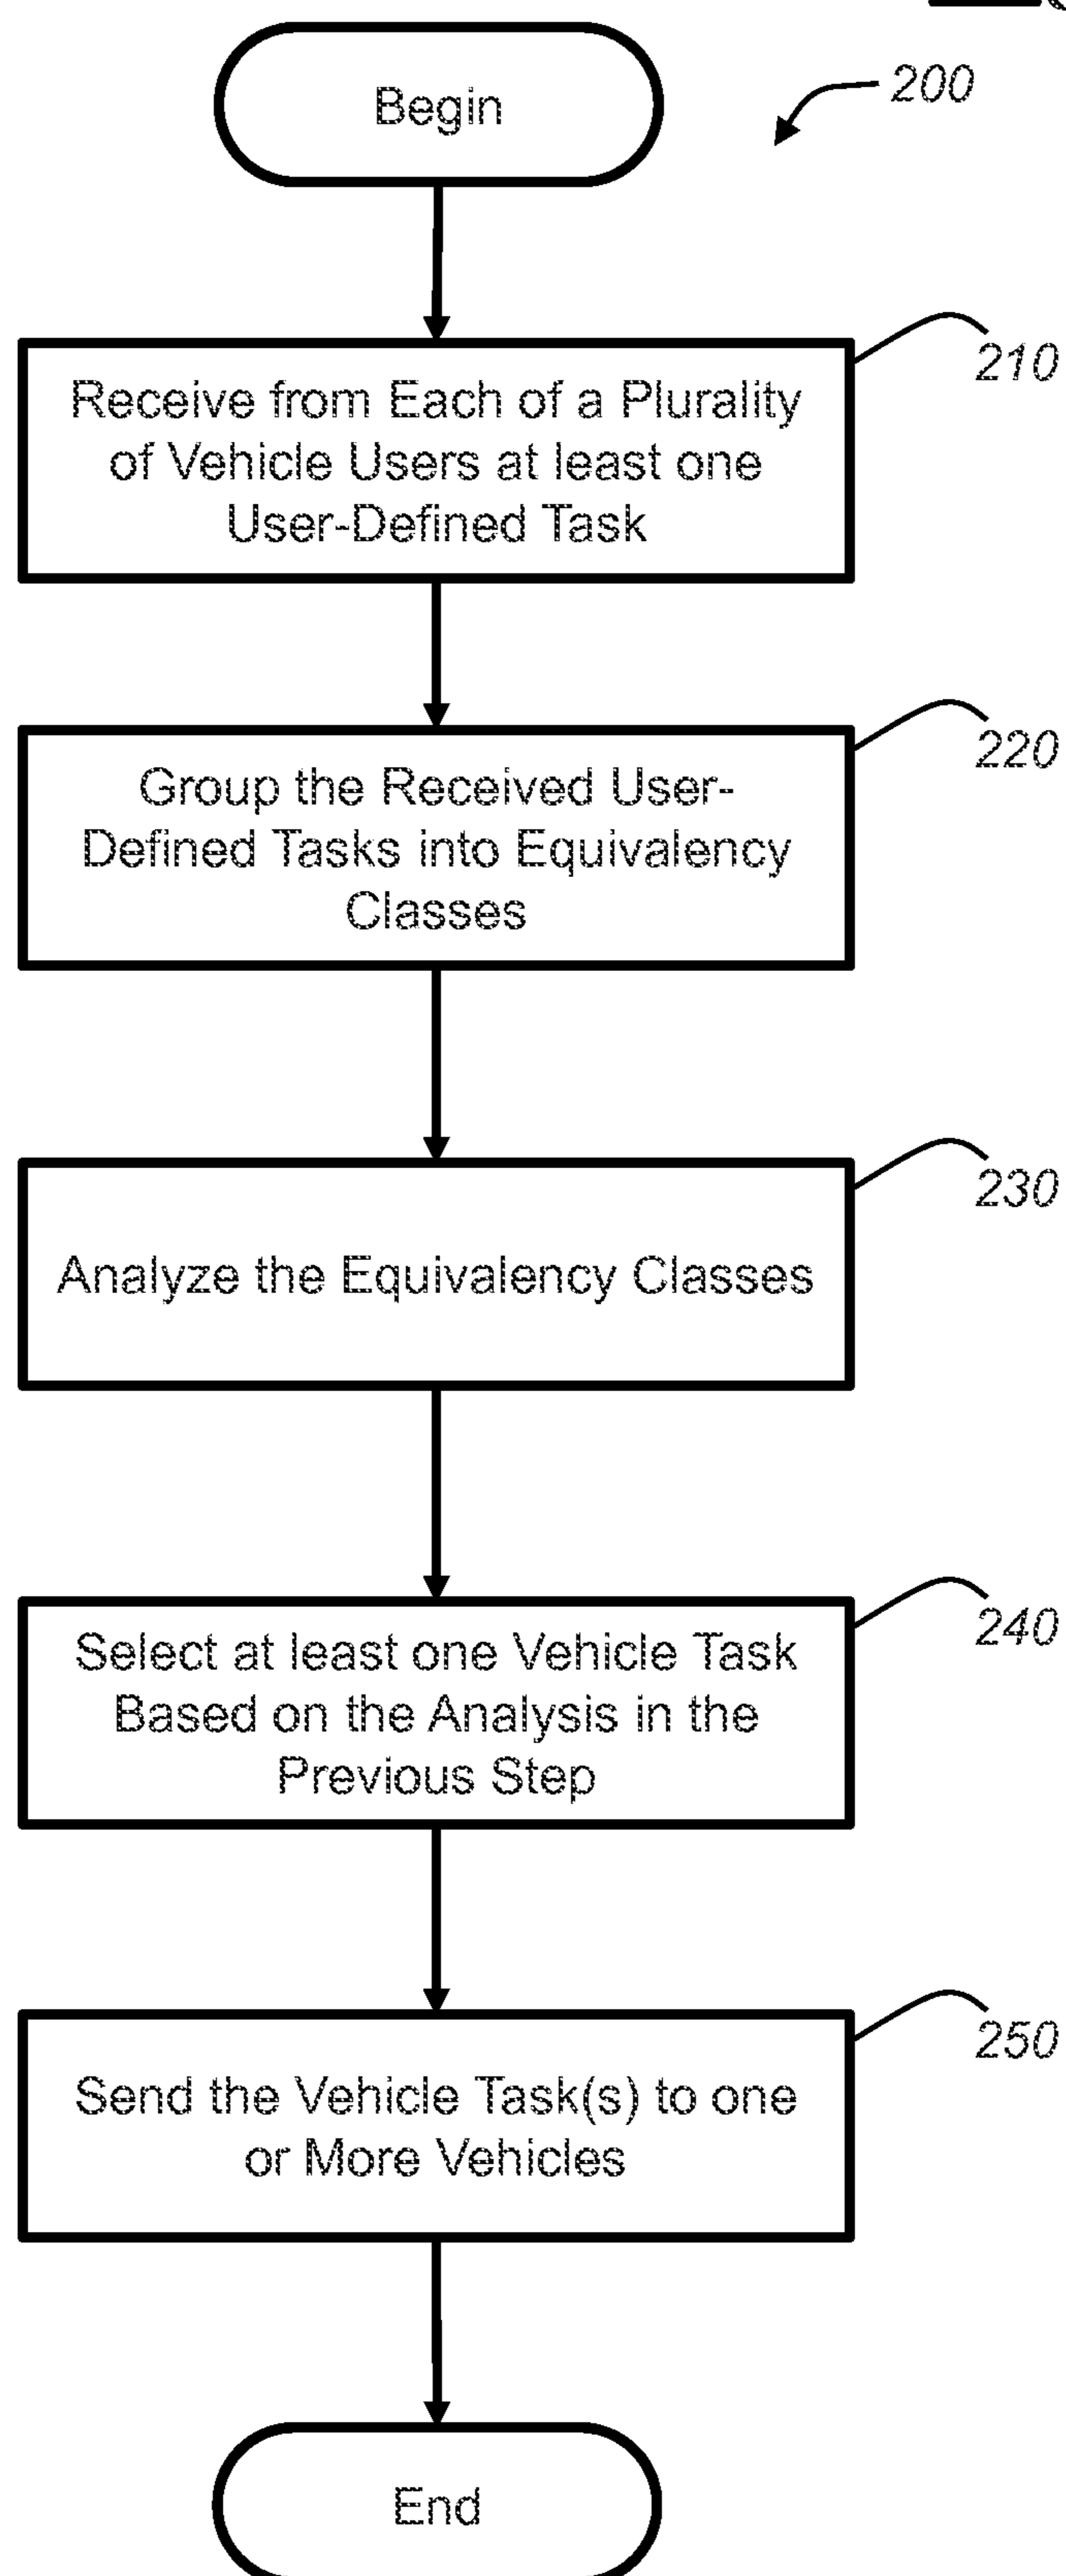 Begin
200
Receive from Each of a Plurality
of Vehicle Users at least one
User-Defined Task
210
Group the Received User-
Defined Tasks into Equivalency
Classes
220
Analyze the Equivalency Classes
230
Select at least one Vehicle Task
Based on the Analysis in the
Previous Step
240
Send the Vehicle Task(s) to one
or More Vehicles
250
End